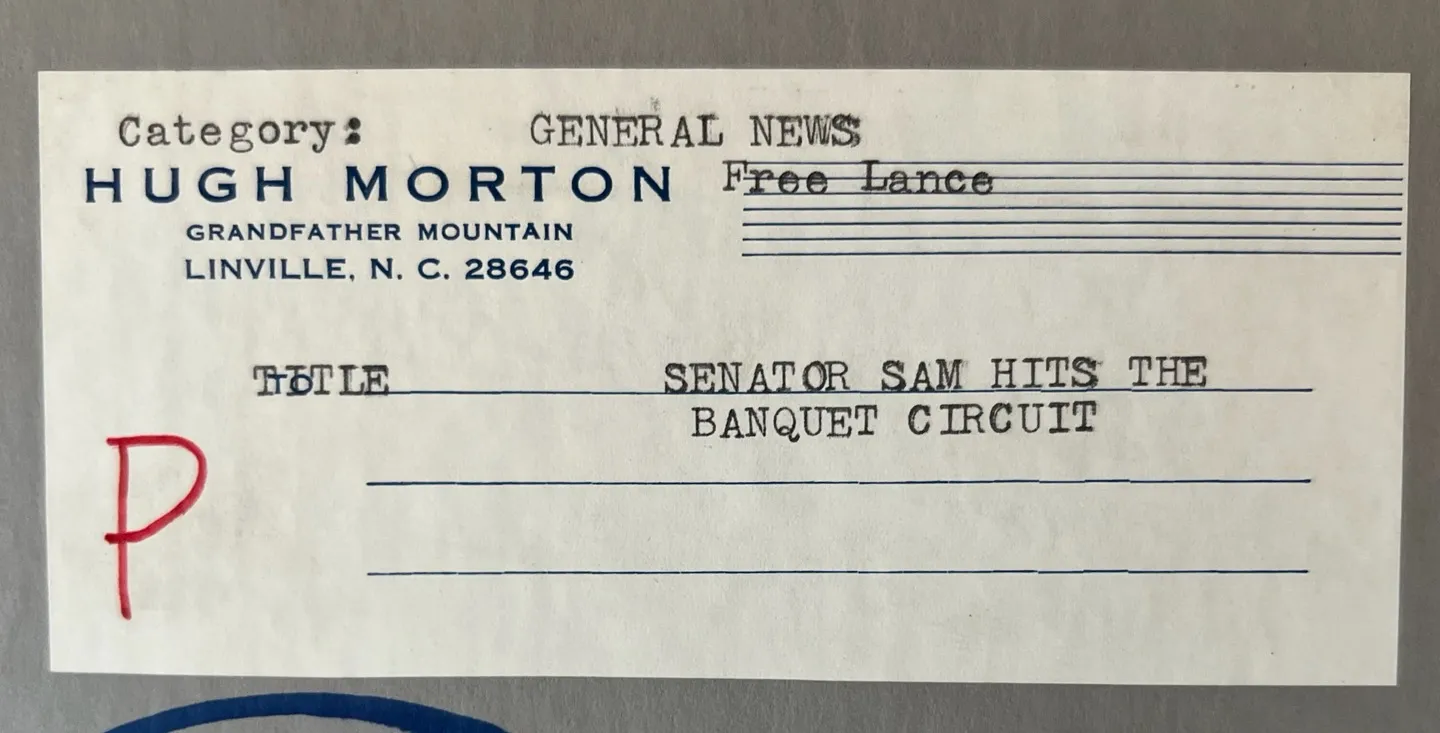 Category: GENERAL NEWS
HUGH MORTON Free Lance
GRANDFATHER MOUNTAIN
LINVILLE, N. C. 28646
TITLE SENATOR SAM HITS THE
BANQUET CIRCUIT
P